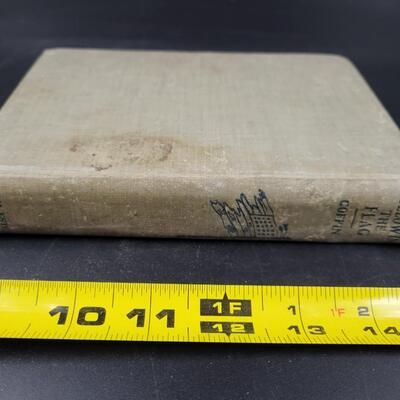 THE
FLAG
COFFIN
10 11 1F 1 1F 2
12 13 14